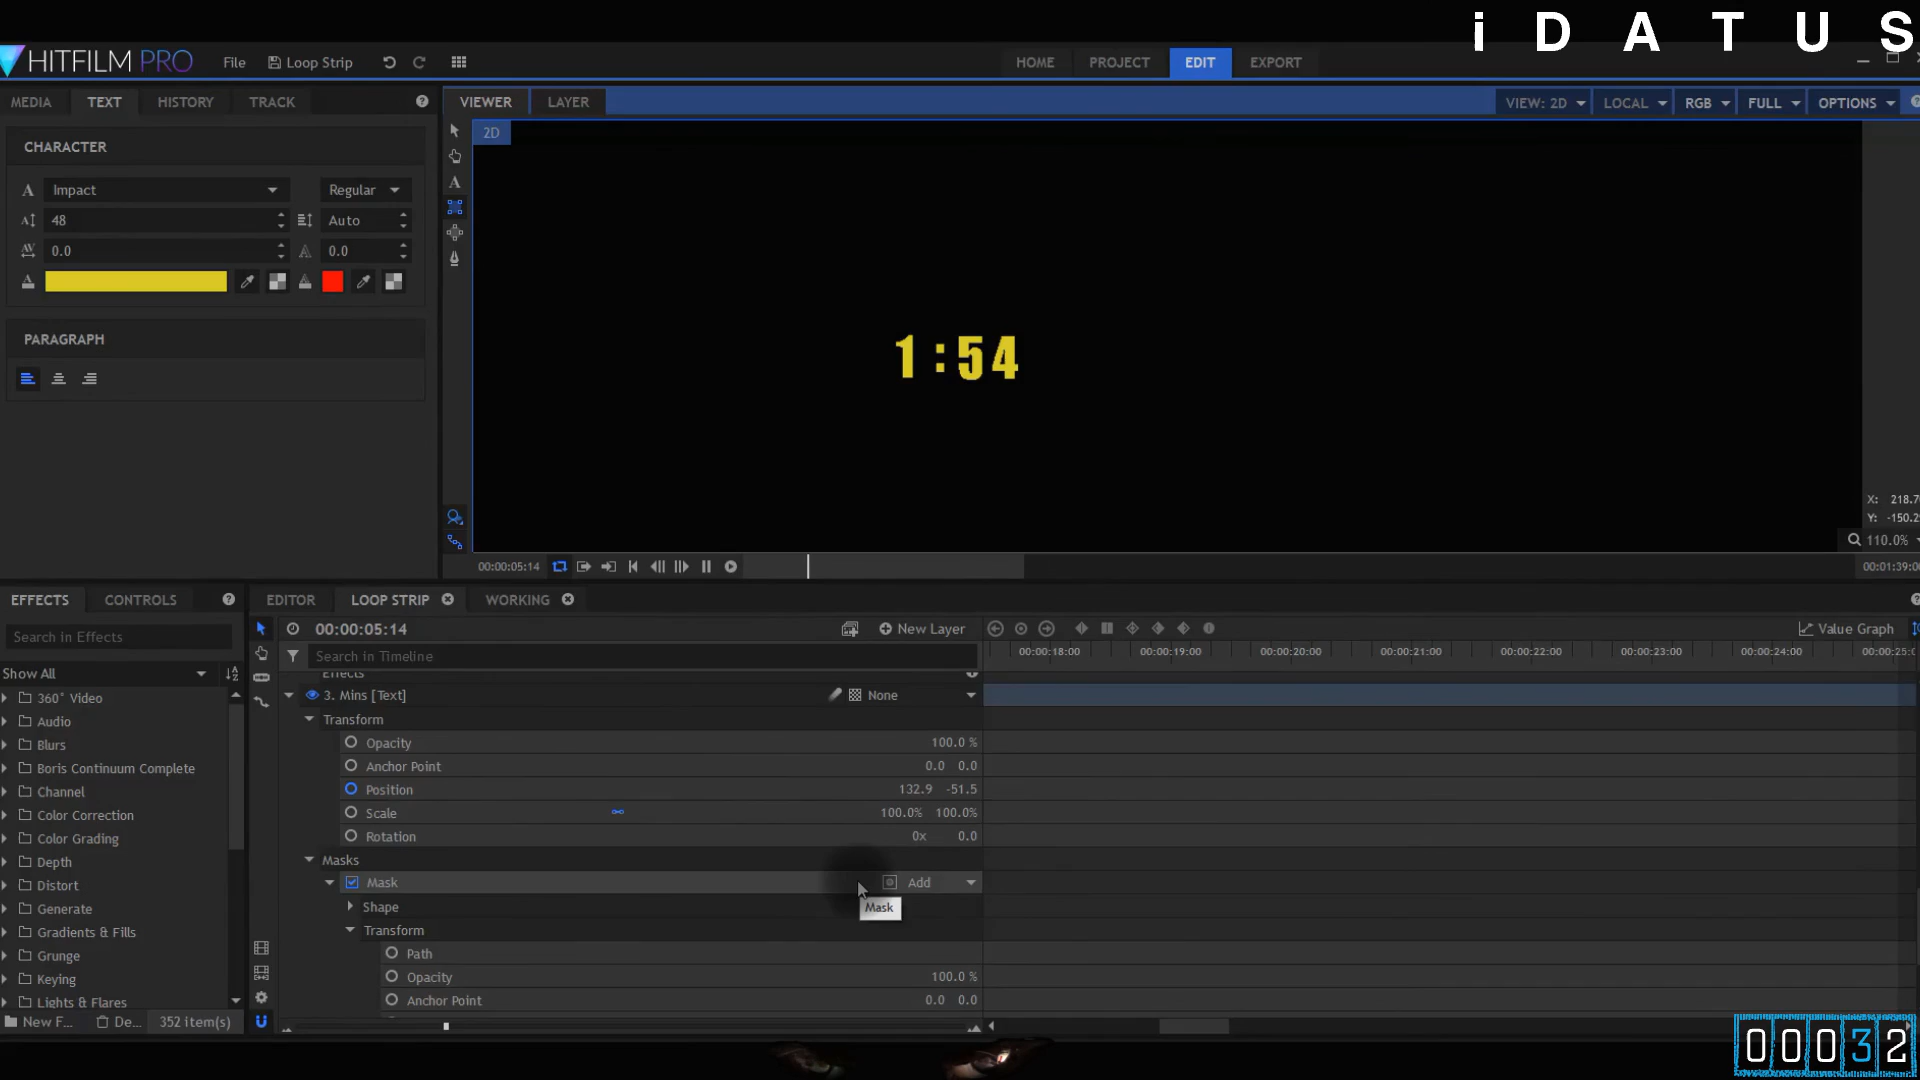 i D A T U S
HITFILM PRO File Loop Strip HOME PROJECT EDIT EXPORT
MEDIA TEXT HISTORY TRACK VIEWER LAYER VIEW: 2D LOCAL RGB FULL OPTIONS
2D
CHARACTER
Impact Regular
48 Auto
0.0 0.0
PARAGRAPH
1:54
X: 218.7
Y: -150.2
110.0%
00:00:05:14 00:01:39:00
EFFECTS CONTROLS EDITOR LOOP STRIP WORKING
00:00:05:14 New Layer Value Graph
Search in Effects
Search in Timeline
00:00:18:00 00:00:19:00 00:00:20:00 00:00:21:00 00:00:22:00 00:00:23:00 00:00:24:00 00:00:25:0
Show All
Effects
360° Video
Audio
Blurs
Boris Continuum Complete
Channel
Color Correction
Color Grading
Depth
Distort
Generate
Gradients & Fills
Grunge
Keying
Lights & Flares
New F... De... 352 item(s)
3. Mins [Text] None
Transform
Opacity 100.0 %
Anchor Point 0.0 0.0
Position 132.9 -51.5
Scale 100.0% 100.0%
Rotation 0x 0.0
Masks
Mask Add
Shape
Mask
Transform
Path
Opacity 100.0 %
Anchor Point 0.0 0.0
00032